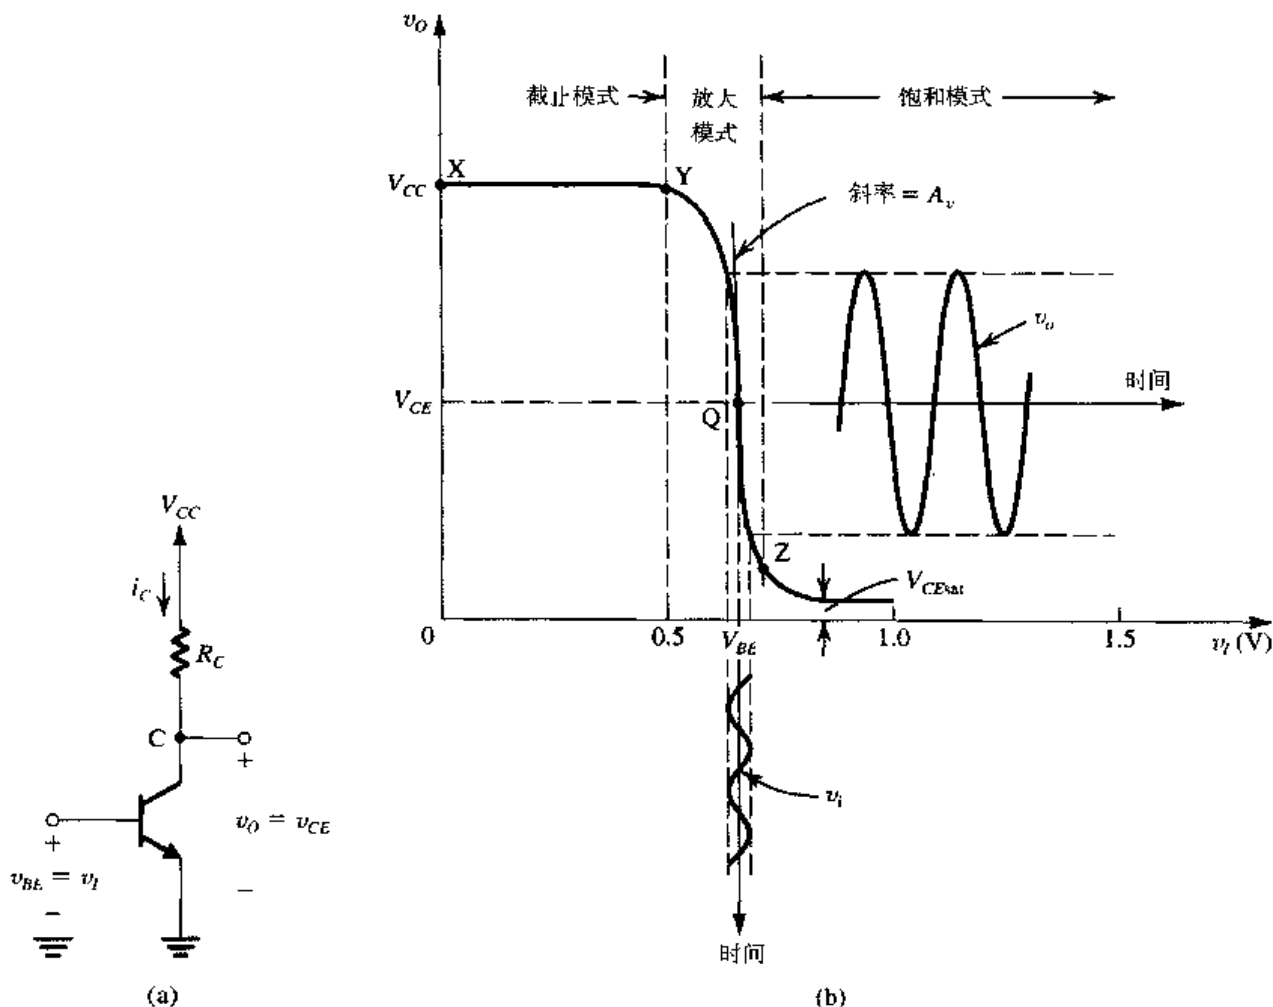 v_O
截止模式
放大
模式
饱和模式
X
Y
V_CC
斜率 = A_v
v_o
时间
V_CE
Q
Z
V_CEsat
0
0.5
V_BE
1.0
1.5
v_I (V)
v_i
时间
(b)
V_CC
i_C
R_C
C
+
+
v_O = v_CE
v_BE = v_I
−
−
(a)